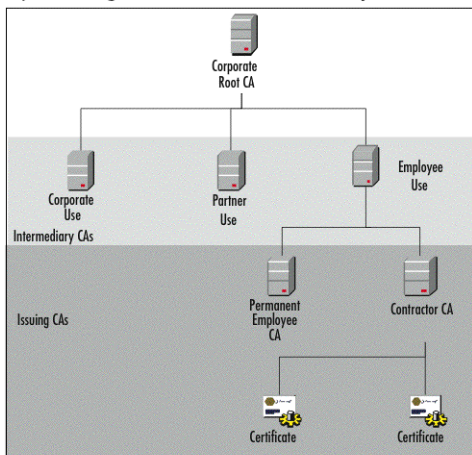 Corporate
Root CA
Corporate
Use
Partner
Use
Employee
Use
Intermediary CAs
Issuing CAs
Permanent
Employee
CA
Contractor CA
Certificate
Certificate